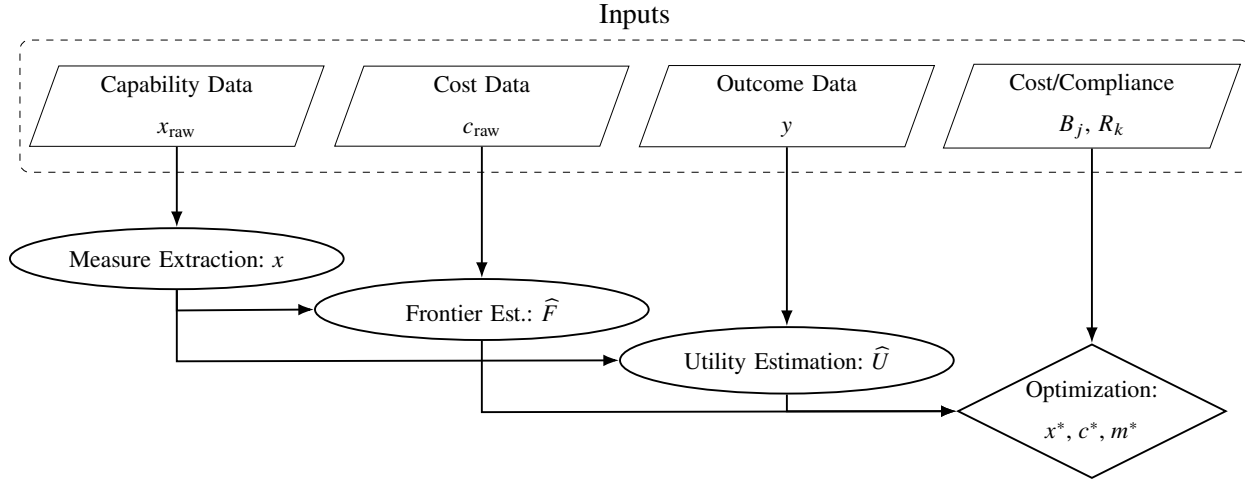 Inputs
Capability Data
x_raw
Cost Data
c_raw
Outcome Data
y
Cost/Compliance
B_j, R_k
Measure Extraction: x
Frontier Est.: F̂
Utility Estimation: Û
Optimization:
x*, c*, m*